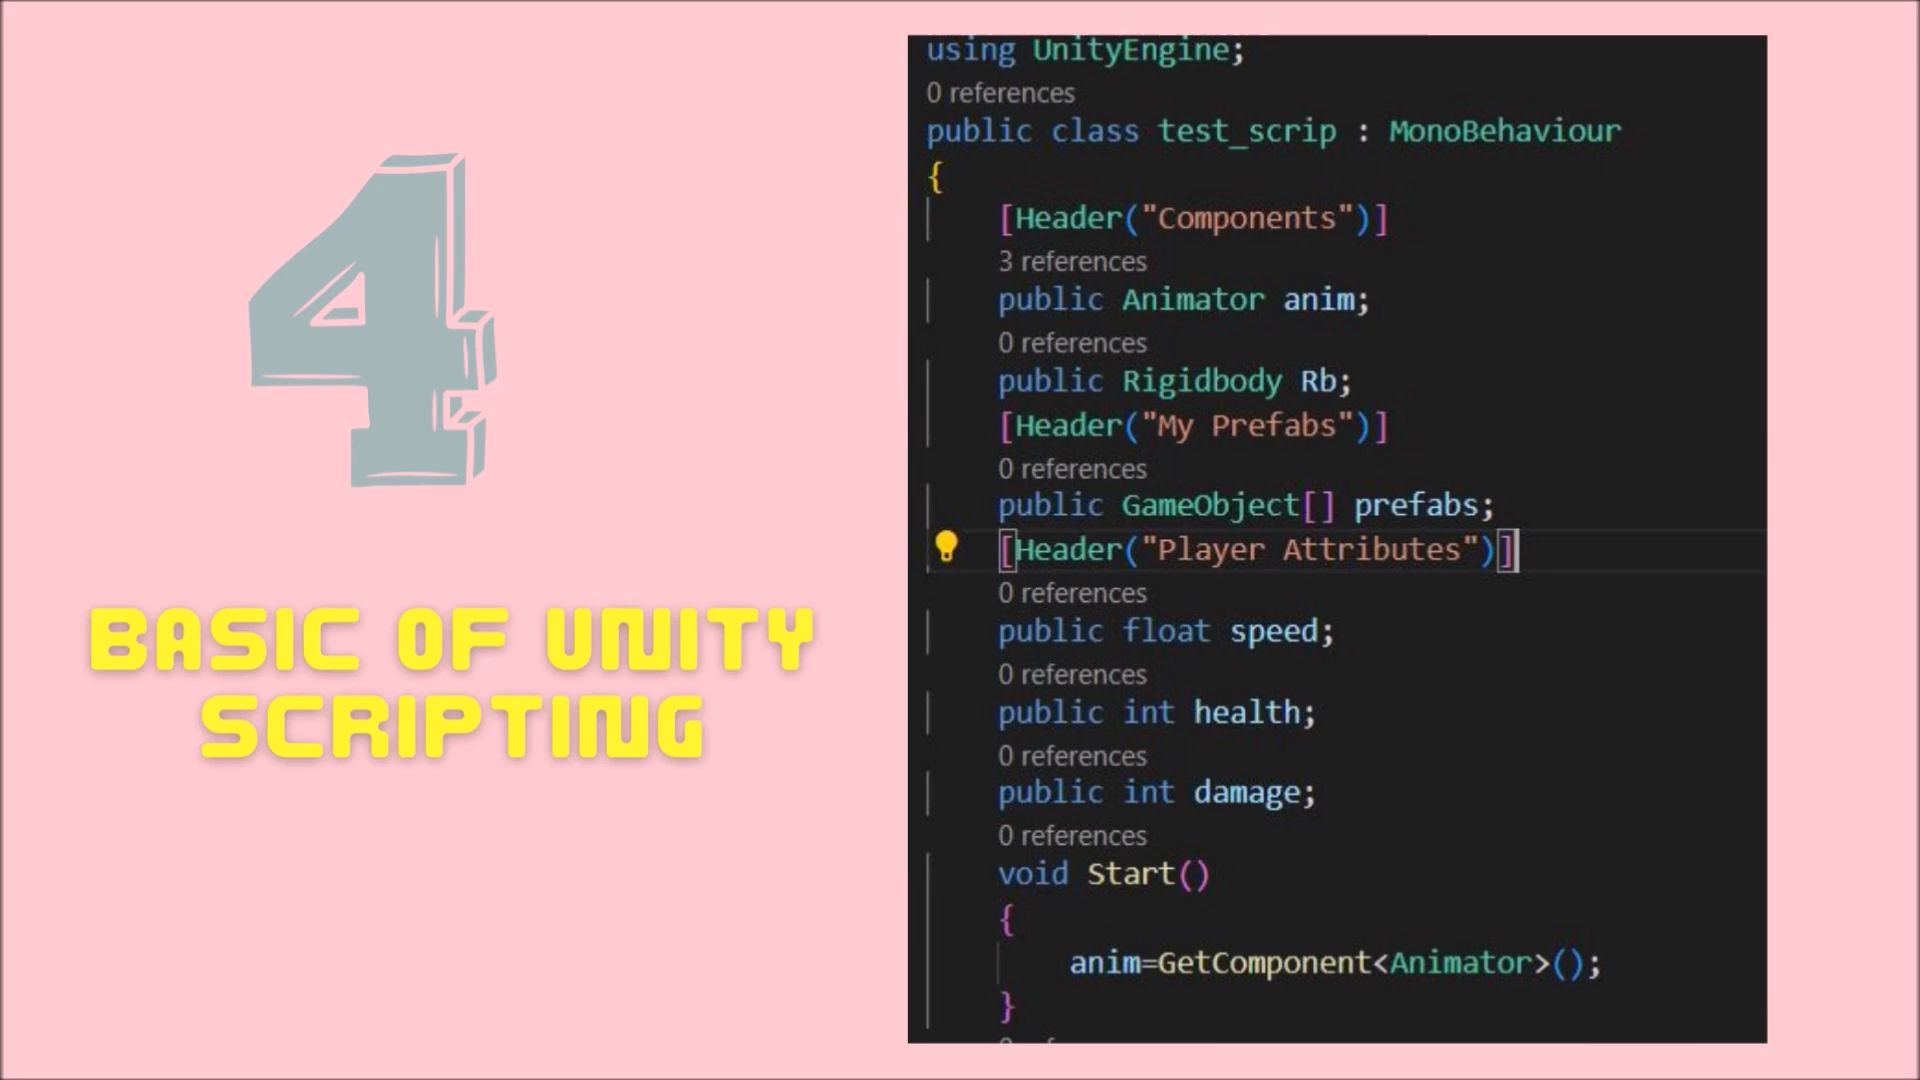 4
BASIC OF UNITY
SCRIPTING
using UnityEngine;
0 references
public class test_scrip : MonoBehaviour
{
[Header("Components")]
3 references
public Animator anim;
0 references
public Rigidbody Rb;
[Header("My Prefabs")]
0 references
public GameObject[] prefabs;
[Header("Player Attributes")]
0 references
public float speed;
0 references
public int health;
0 references
public int damage;
0 references
void Start()
{
anim=GetComponent<Animator>();
}